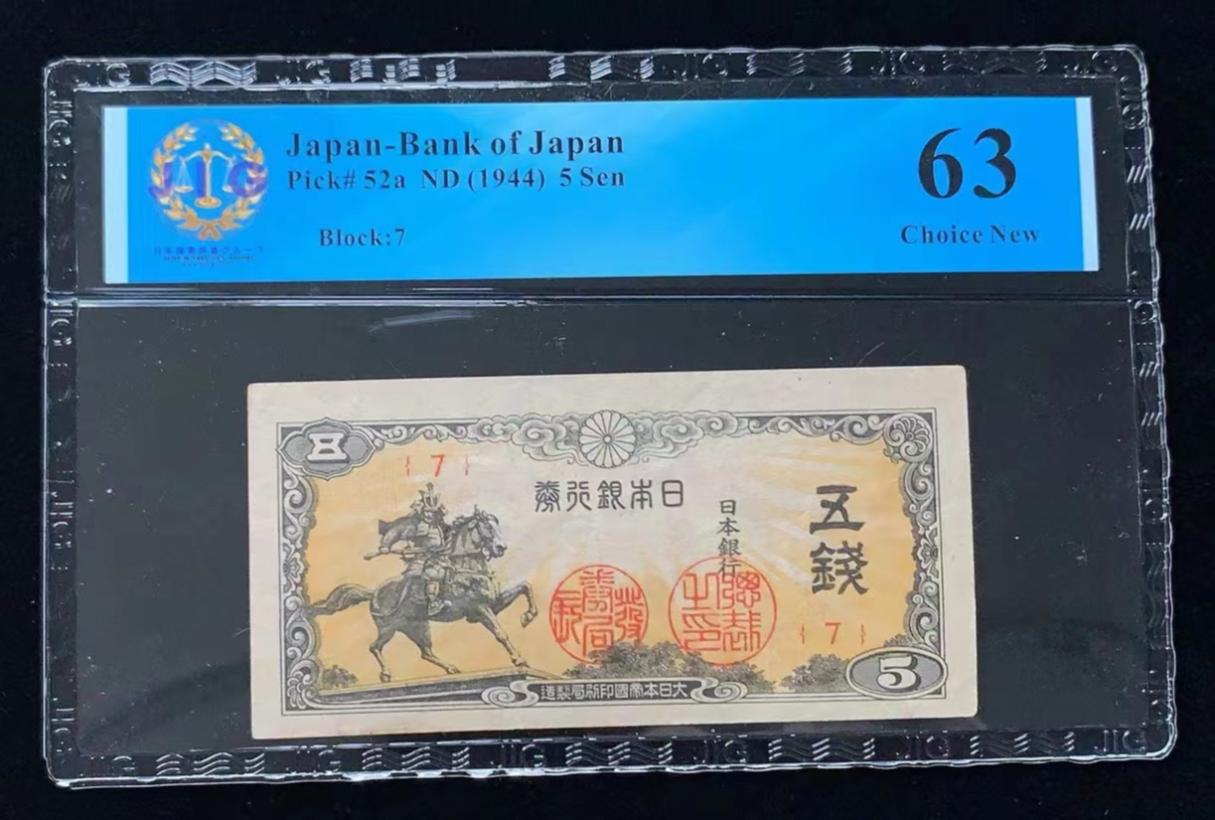 JIG
Japan-Bank of Japan
Pick# 52a ND (1944) 5 Sen
Block:7
63
Choice New
五
{ 7 }
券行銀本日
日本銀行
五錢
{ 7 }
造製局刷印國帝本日大
5